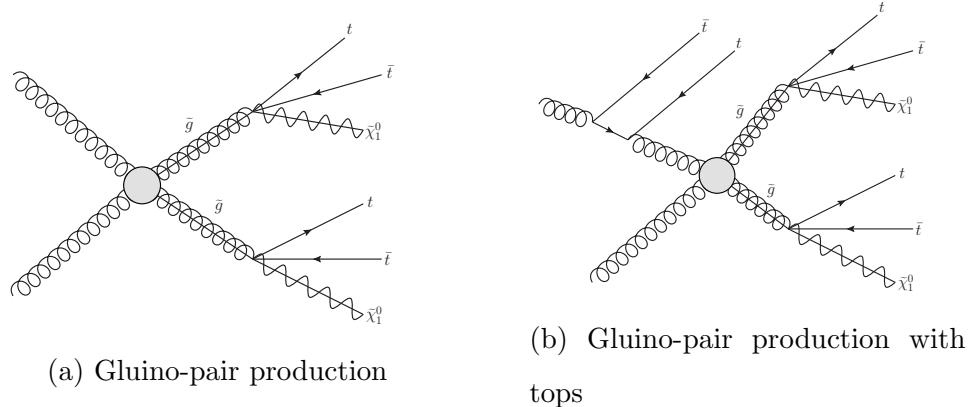 t
t̄
g̃
χ̃₁⁰
g̃
t
t̄
χ̃₁⁰
(a) Gluino-pair production
t̄
t
t
t̄
g̃
χ̃₁⁰
g̃
t
t̄
χ̃₁⁰
(b) Gluino-pair production with
tops